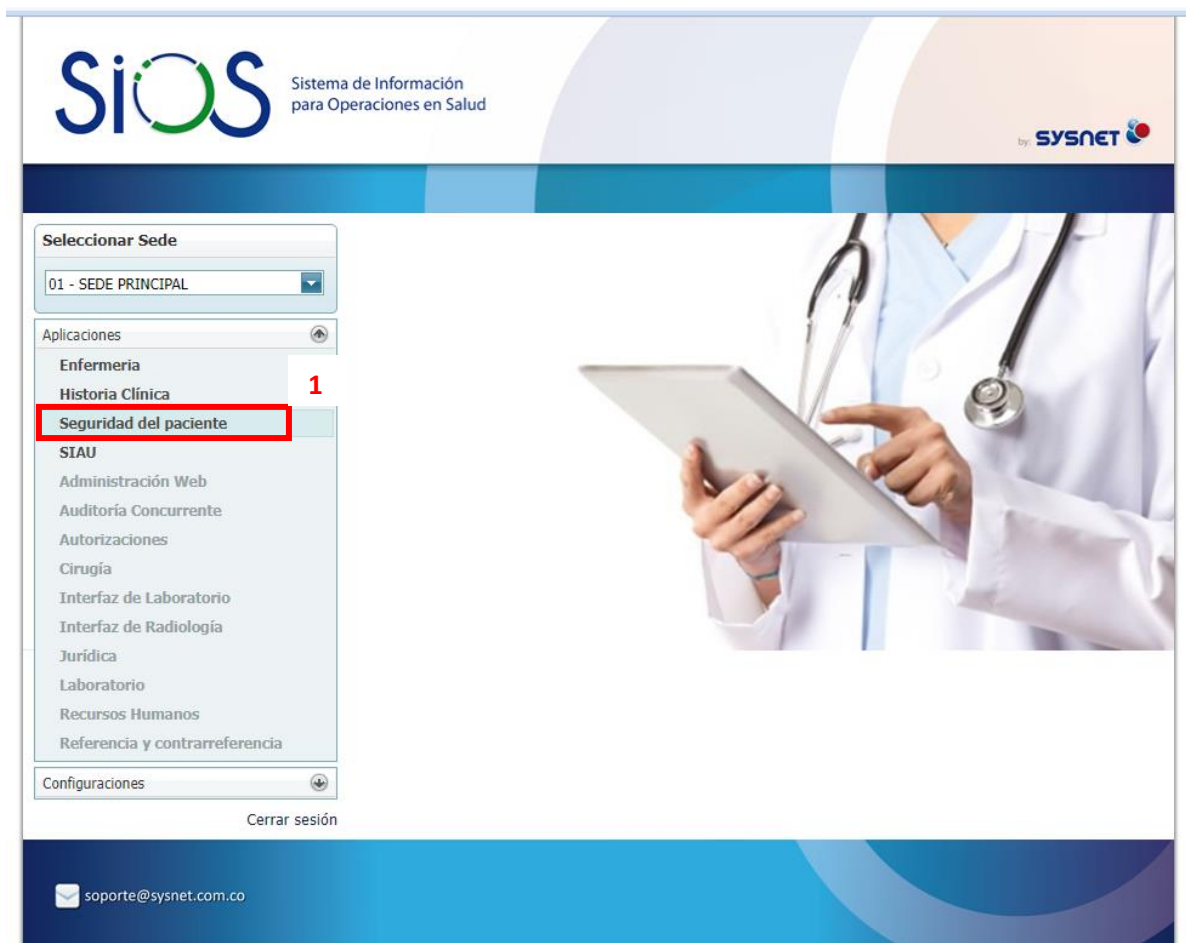 SiOS
Sistema de Información
para Operaciones en Salud
by: SYSNET
Seleccionar Sede
01 - SEDE PRINCIPAL
Aplicaciones
Enfermeria
1
Historia Clínica
Seguridad del paciente
SIAU
Administración Web
Auditoría Concurrente
Autorizaciones
Cirugía
Interfaz de Laboratorio
Interfaz de Radiología
Jurídica
Laboratorio
Recursos Humanos
Referencia y contrarreferencia
Configuraciones
Cerrar sesión
soporte@sysnet.com.co